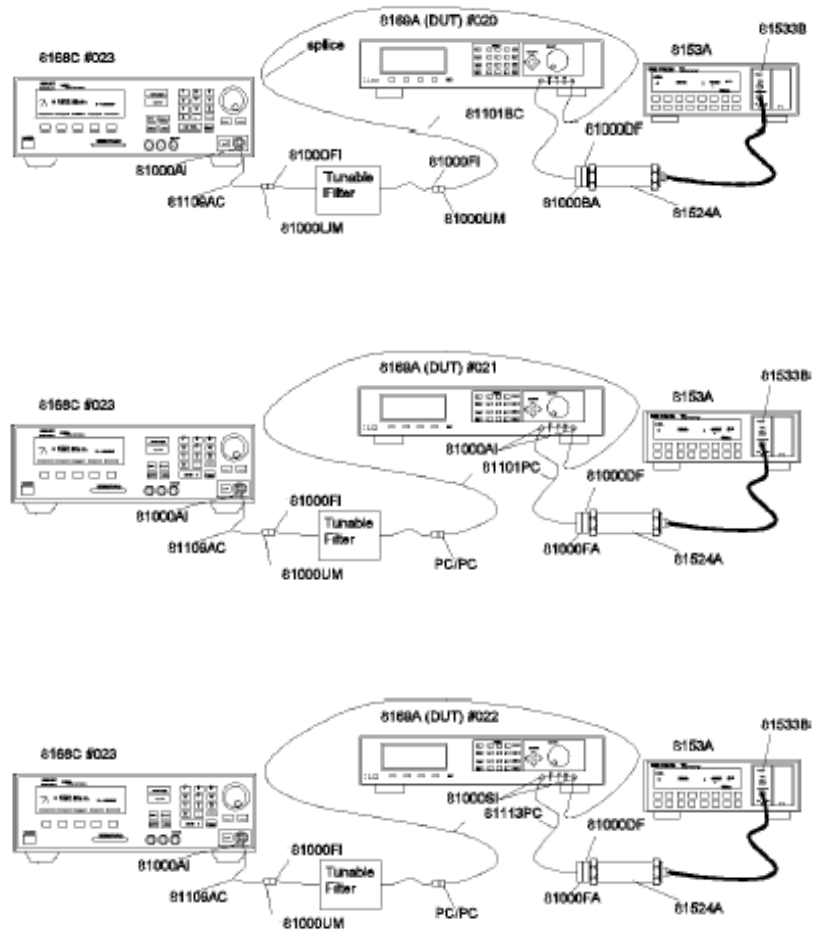 8169A (DUT) #020
81533B
8168C #023
splice
8153A
81101BC
81000DF
81000AI
81000FI
Tunable
Filter
81000FI
81109AC
81000UM
81000UM
81000BA
81524A
8169A (DUT) #021
81533B
8168C #023
8153A
81000AI
81101PC
81000DF
81000FI
81000AI
Tunable
Filter
81109AC
81000FA
81000UM
PC/PC
81524A
8169A (DUT) #022
81533B
8168C #023
8153A
81000SI
81113PC
81000DF
81000FI
81000AI
Tunable
Filter
81109AC
81000FA
81000UM
PC/PC
81524A